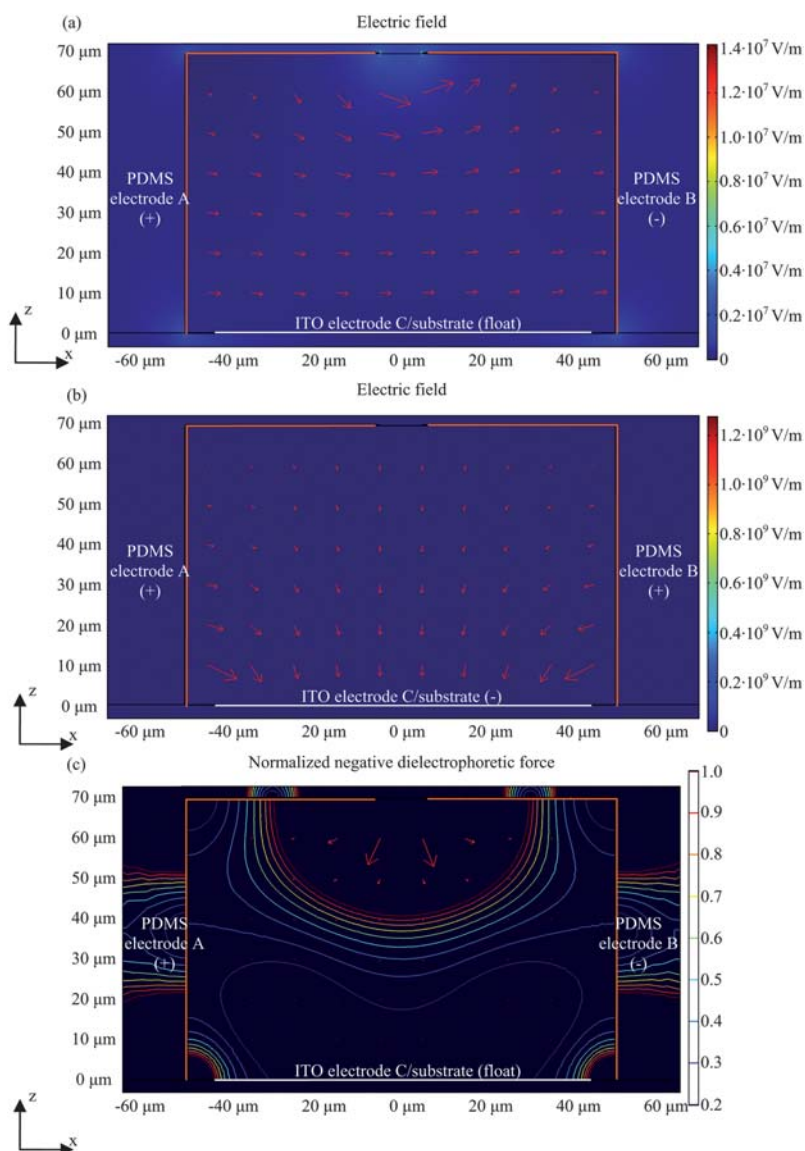 (a)
Electric field
70 μm
60 μm
50 μm
40 μm
30 μm
20 μm
10 μm
0 μm
PDMS
electrode A
(+)
PDMS
electrode B
(-)
ITO electrode C/substrate (float)
1.4·10⁷ V/m
1.2·10⁷ V/m
1.0·10⁷ V/m
0.8·10⁷ V/m
0.6·10⁷ V/m
0.4·10⁷ V/m
0.2·10⁷ V/m
0
z
x
-60 μm
-40 μm
-20 μm
0 μm
20 μm
40 μm
60 μm
(b)
Electric field
70 μm
60 μm
50 μm
40 μm
30 μm
20 μm
10 μm
0 μm
PDMS
electrode A
(+)
PDMS
electrode B
(+)
ITO electrode C/substrate (-)
1.2·10⁹ V/m
1.0·10⁹ V/m
0.8·10⁹ V/m
0.6·10⁹ V/m
0.4·10⁹ V/m
0.2·10⁹ V/m
0
z
x
-60 μm
-40 μm
-20 μm
0 μm
20 μm
40 μm
60 μm
(c)
Normalized negative dielectrophoretic force
70 μm
60 μm
50 μm
40 μm
30 μm
20 μm
10 μm
0 μm
PDMS
electrode A
(+)
PDMS
electrode B
(-)
ITO electrode C/substrate (float)
1.0
0.9
0.8
0.7
0.6
0.5
0.4
0.3
0.2
z
x
-60 μm
-40 μm
-20 μm
0 μm
20 μm
40 μm
60 μm